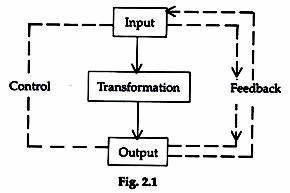 Input
Control
Transformation
Feedback
Output
Fig. 2.1